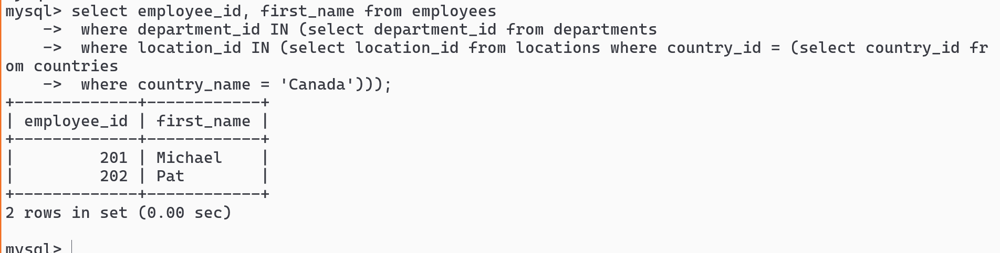 mysql> select employee_id, first_name from employees
    ->  where department_id IN (select department_id from departments
    ->  where location_id IN (select location_id from locations where country_id = (select country_id fr
om countries
    ->  where country_name = 'Canada')));
+-------------+------------+
| employee_id | first_name |
+-------------+------------+
|         201 | Michael    |
|         202 | Pat        |
+-------------+------------+
2 rows in set (0.00 sec)

mysql>